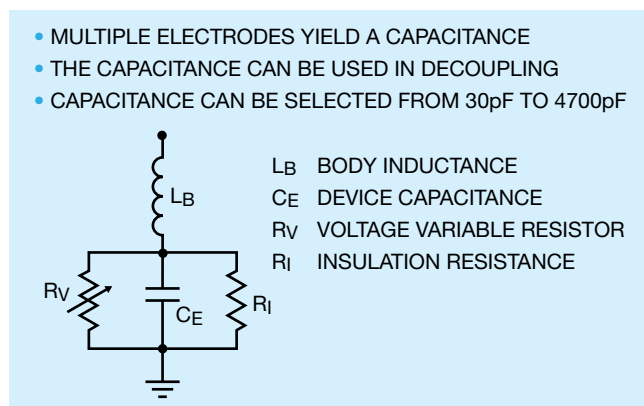 • MULTIPLE ELECTRODES YIELD A CAPACITANCE
• THE CAPACITANCE CAN BE USED IN DECOUPLING
• CAPACITANCE CAN BE SELECTED FROM 30pF TO 4700pF
LB
LB BODY INDUCTANCE
CE DEVICE CAPACITANCE
RV VOLTAGE VARIABLE RESISTOR
RI INSULATION RESISTANCE
RV
CE
RI